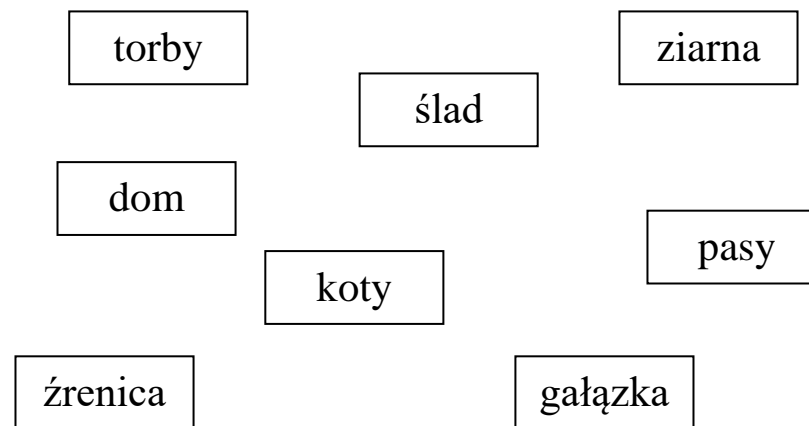 torby
ziarna
ślad
dom
pasy
koty
źrenica
gałązka